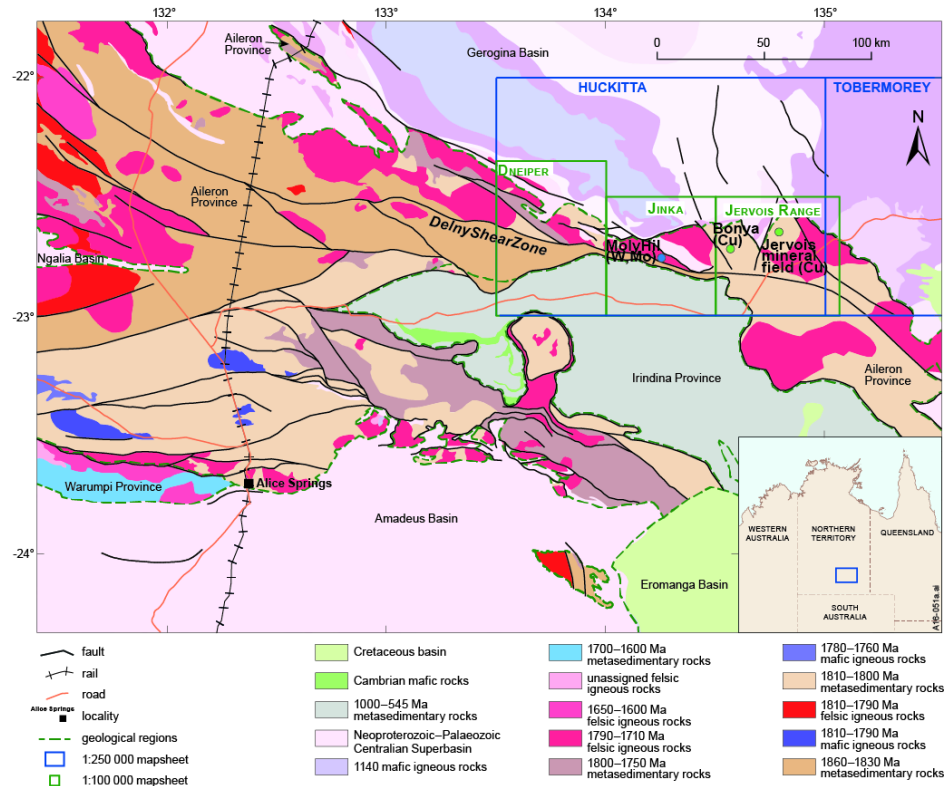 132°
133°
134°
135°
Aileron
Province
Gerogina Basin
0
50
100 km
-22°
HUCKITTA
TOBERMOREY
N
DNEIPER
Aileron
Province
JINKA
JERVOIS RANGE
DelnyShearZone
Bonya
(Cu)
MolyHil
(W,Mo)
Jervois
mineral
field (Cu)
Ngalia Basin
-23°
Irindina Province
Aileron
Province
Warumpi Province
Alice Springs
Amadeus Basin
-24°
Eromanga Basin
WESTERN
AUSTRALIA
NORTHERN
TERRITORY
QUEENSLAND
SOUTH
AUSTRALIA
A16-051a.ai
fault
rail
road
Alice Springs
locality
geological regions
1:250 000 mapsheet
1:100 000 mapsheet
Cretaceous basin
Cambrian mafic rocks
1000–545 Ma
metasedimentary rocks
Neoproterozoic–Palaeozoic
Centralian Superbasin
1140 mafic igneous rocks
1700–1600 Ma
metasedimentary rocks
unassigned felsic
igneous rocks
1650–1600 Ma
felsic igneous rocks
1790–1710 Ma
felsic igneous rocks
1800–1750 Ma
metasedimentary rocks
1780–1760 Ma
mafic igneous rocks
1810–1800 Ma
metasedimentary rocks
1810–1790 Ma
felsic igneous rocks
1810–1790 Ma
mafic igneous rocks
1860–1830 Ma
metasedimentary rocks